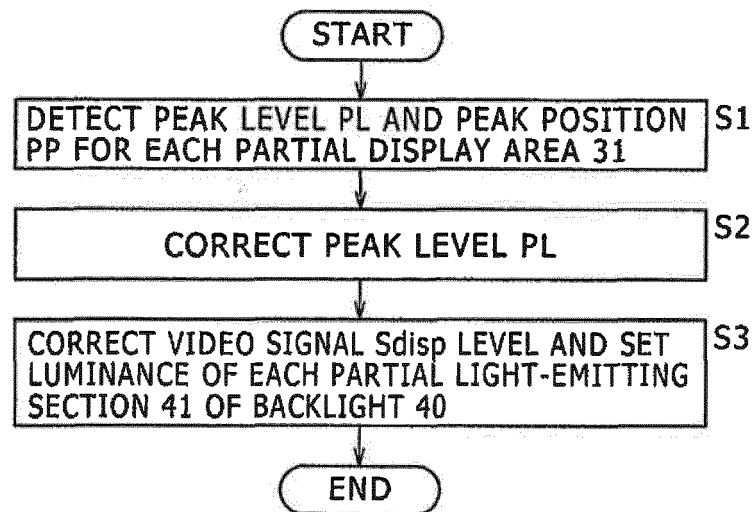 START
DETECT PEAK LEVEL PL AND PEAK POSITION
PP FOR EACH PARTIAL DISPLAY AREA 31
S1
CORRECT PEAK LEVEL PL
S2
CORRECT VIDEO SIGNAL Sdisp LEVEL AND SET
LUMINANCE OF EACH PARTIAL LIGHT-EMITTING
SECTION 41 OF BACKLIGHT 40
S3
END